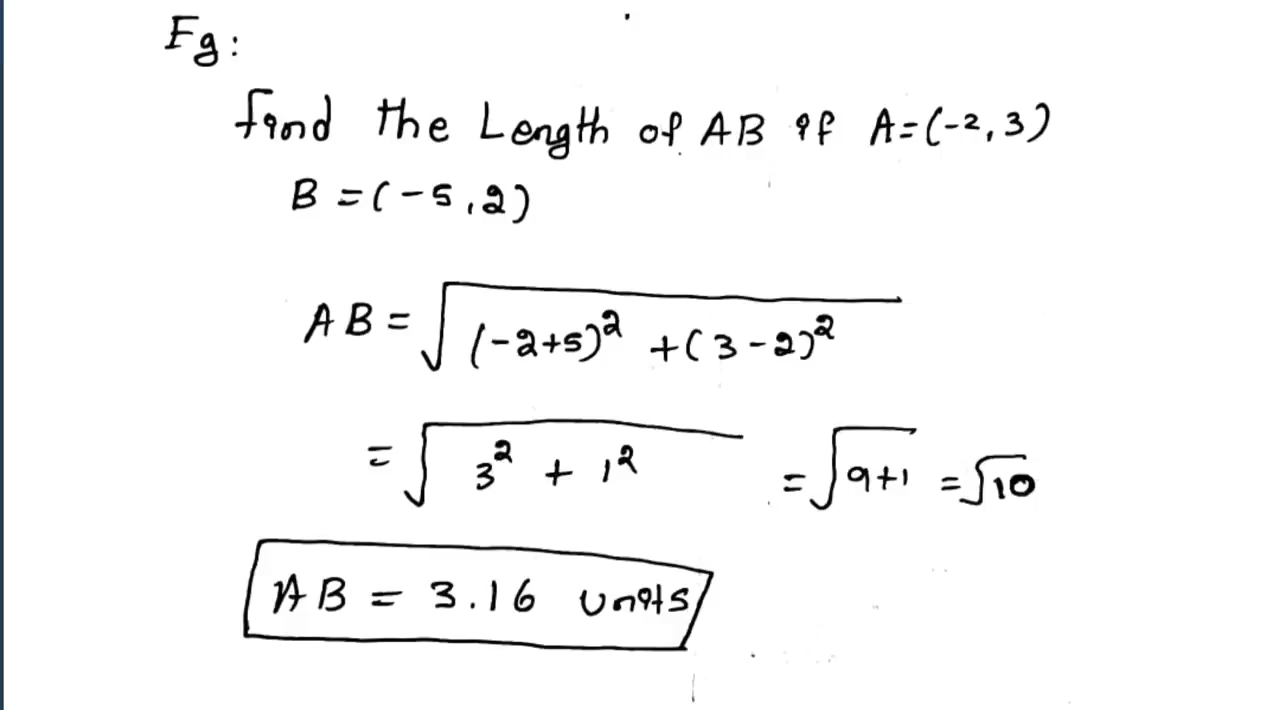 Eg:
find the Length of AB if A=(-2,3)
B=(-5,2)
AB=√(-2+5)²+(3-2)²
=√3²+1² =√9+1 =√10
AB = 3.16 units